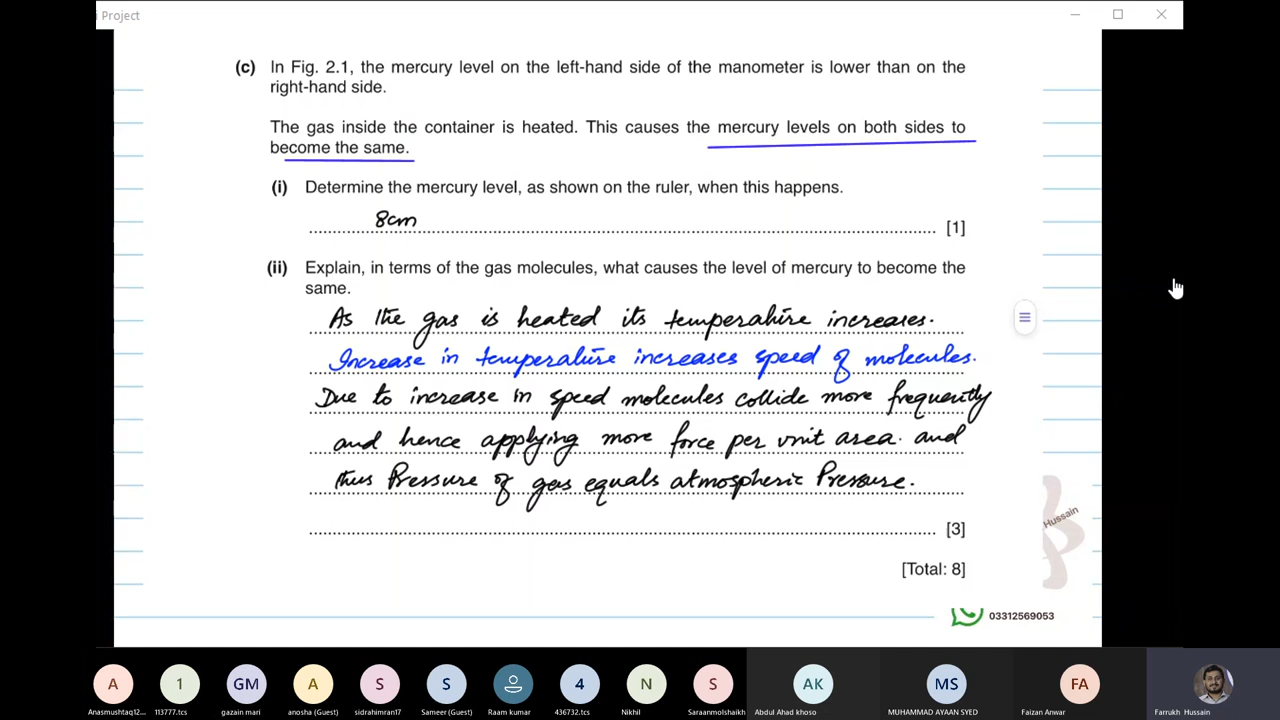 Project
(c) In Fig. 2.1, the mercury level on the left-hand side of the manometer is lower than on the
right-hand side.
The gas inside the container is heated. This causes the mercury levels on both sides to
become the same.
(i) Determine the mercury level, as shown on the ruler, when this happens.
8cm
[1]
(ii) Explain, in terms of the gas molecules, what causes the level of mercury to become the
same.
As the gas is heated its temperature increases.
Increase in temperature increases speed of molecules.
Due to increase in speed molecules collide more frequently
and hence applying more force per unit area. and
thus Pressure of gas equals atmospheric Pressure.
[3]
Hussain
[Total: 8]
03312569053
A 1 GM A S S 4 N S AK MS FA
Anasmushtaq12... 113777.tcs gazain mari anosha (Guest) sidrahimran17 Sameer (Guest) Raam kumar 436732.tcs Nikhil Saraanmolshaikh Abdul Ahad khoso MUHAMMAD AYAAN SYED Faizan Anwar Farrukh Hussain